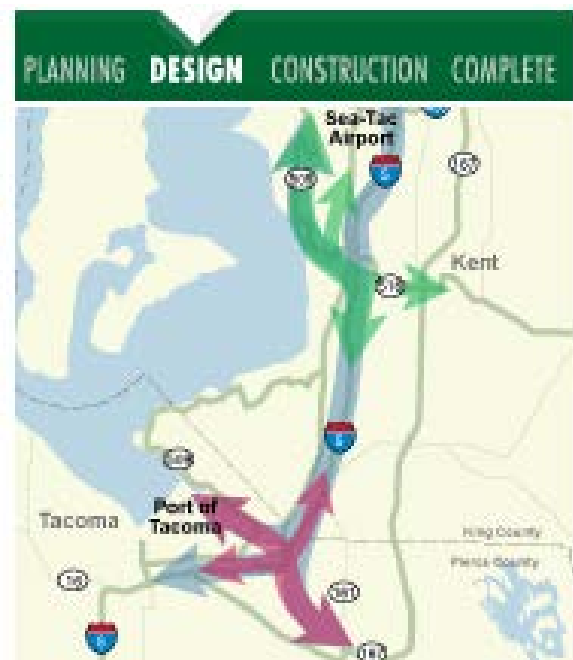 PLANNING DESIGN CONSTRUCTION COMPLETE
Sea-Tac
Airport
5
509
167
Kent
516
5
509
Port of
Tacoma
Tacoma
King County
Pierce County
16
161
5
167